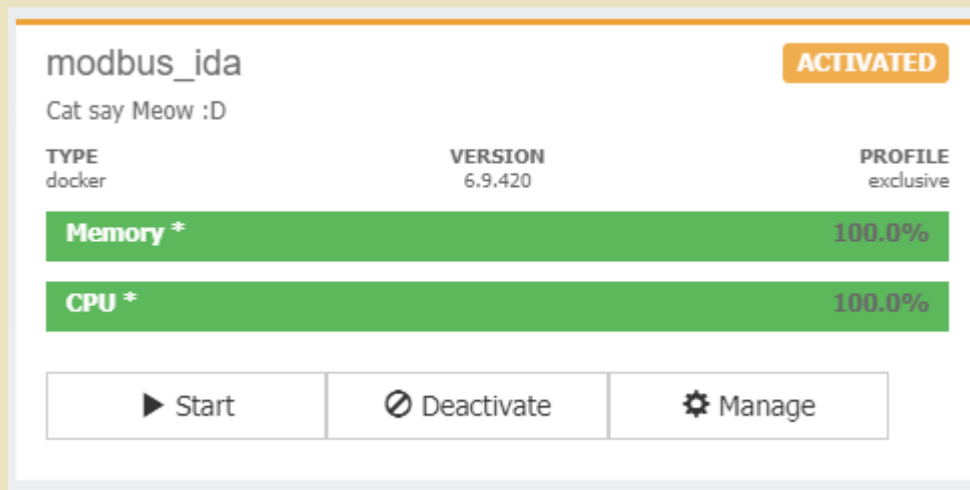 modbus_ida
ACTIVATED
Cat say Meow :D
TYPE VERSION PROFILE
docker 6.9.420 exclusive
Memory * 100.0%
CPU * 100.0%
Start Deactivate Manage